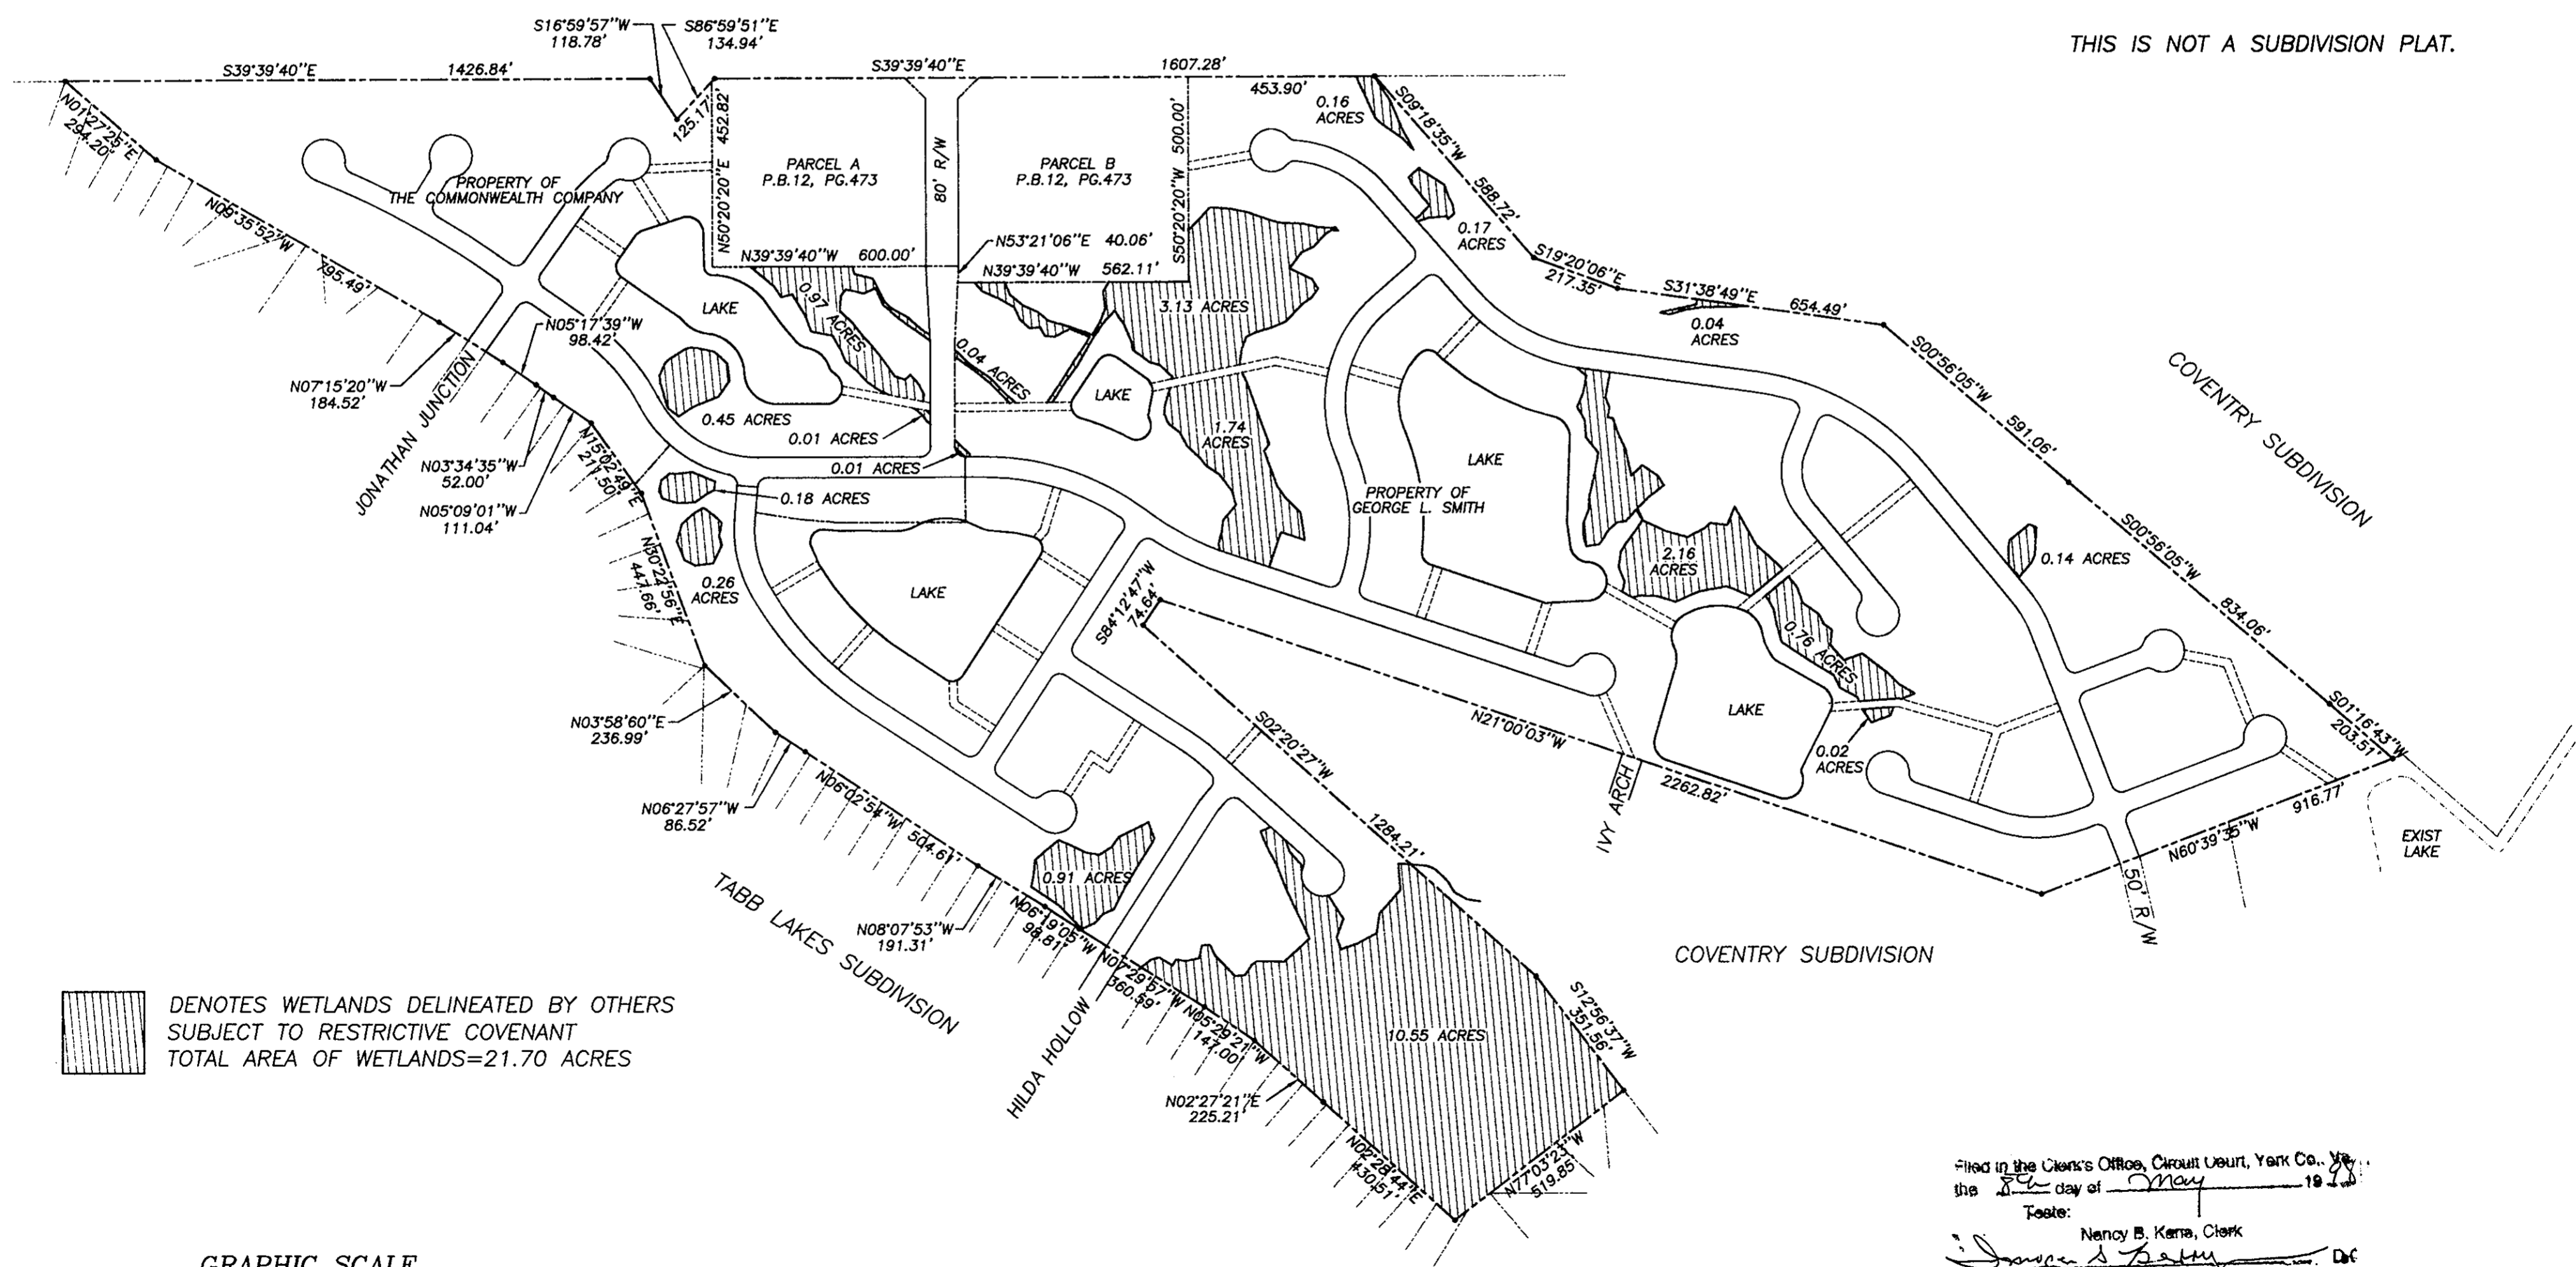 THIS IS NOT A SUBDIVISION PLAT.
S16°59'57"W
118.78'
S86°59'51"E
134.94'
S39°39'40"E 1426.84'
S39°39'40"E 1607.28'
453.90'
125.17'
N01°27'25"E
294.20'
N09°35'52"W 795.49'
PROPERTY OF
THE COMMONWEALTH COMPANY
N50°20'20"E 452.82'
PARCEL A
P.B.12, PG.473
80' R/W
PARCEL B
P.B.12, PG.473
S50°20'20"W 500.00'
N39°39'40"W 600.00'
N53°21'06"E 40.06'
N39°39'40"W 562.11'
0.16
ACRES
S09°18'35"W 588.72'
0.17
ACRES
S19°20'06"E
217.35'
S31°38'49"E 654.49'
0.04
ACRES
S00°56'05"W 591.06'
COVENTRY SUBDIVISION
S00°56'05"W 834.06'
S01°16'43"W
203.51'
LAKE
0.97 ACRES
0.04 ACRES
3.13 ACRES
LAKE
1.74
ACRES
N05°17'39"W
98.42'
N07°15'20"W
184.52'
JONATHAN JUNCTION
0.45 ACRES
0.01 ACRES
0.01 ACRES
N03°34'35"W
52.00'
N05°09'01"W
111.04'
N15°02'49"E
211.50'
0.18 ACRES
LAKE
PROPERTY OF
GEORGE L. SMITH
N30°24'56"E
447.66'
0.26
ACRES
LAKE
2.16
ACRES
0.14 ACRES
0.76 ACRES
S84°12'47"W
74.64'
N03°58'60"E
236.99'
N06°27'57"W
86.52'
N06°02'54"W 504.61'
S02°20'27"W 1284.21'
N21°00'03"W 2262.82'
IVY ARCH
LAKE
0.02
ACRES
N60°39'35"W 916.77'
50' R/W
EXIST
LAKE
0.91 ACRES
N08°07'53"W
191.31'
N06°19'05"W
98.81'
TABB LAKES SUBDIVISION
COVENTRY SUBDIVISION
N07°29'57"W
360.59'
HILDA HOLLOW
N05°29'21"W
147.00'
N02°27'21"E
225.21'
10.55 ACRES
S12°56'37"W
351.56'
N02°28'44"E
430.51'
N77°03'23"W
519.85'
DENOTES WETLANDS DELINEATED BY OTHERS
SUBJECT TO RESTRICTIVE COVENANT
TOTAL AREA OF WETLANDS=21.70 ACRES
Filed in the Clerk's Office, Circuit Court, York Co., Va.,
the 8th day of May 1998
Teste:
Nancy B. Kane, Clerk
GRAPHIC SCALE